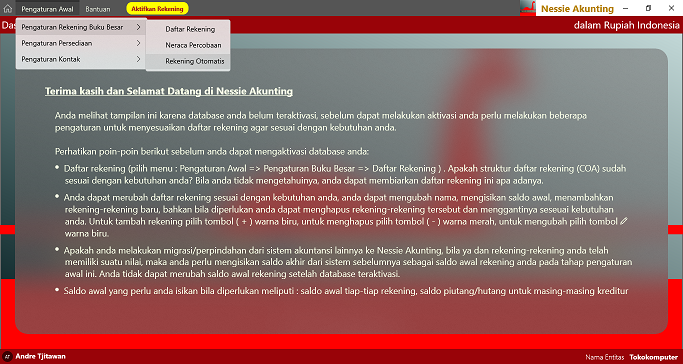 Pengaturan Awal Bantuan Aktifkan Rekening Nessie Akunting
Das dalam Rupiah Indonesia
Pengaturan Rekening Buku Besar
Pengaturan Persediaan
Pengaturan Kontak
Daftar Rekening
Neraca Percobaan
Rekening Otomatis
Terima kasih dan Selamat Datang di Nessie Akunting
Anda melihat tampilan ini karena database anda belum teraktivasi, sebelum dapat melakukan aktivasi anda perlu melakukan beberapa
pengaturan untuk menyesuaikan daftar rekening agar sesuai dengan kebutuhan anda.
Perhatikan poin-poin berikut sebelum anda dapat mengaktivasi database anda:
• Daftar rekening (pilih menu : Pengaturan Awal => Pengaturan Buku Besar => Daftar Rekening ) . Apakah struktur daftar rekening (COA) sudah
sesuai dengan kebutuhan anda? Bila anda tidak mengetahuinya, anda dapat membiarkan daftar rekening ini apa adanya.
• Anda dapat merubah daftar rekening sesuai dengan kebutuhan anda, anda dapat mengubah nama, mengisikan saldo awal, menambahkan
rekening-rekening baru, bahkan bila diperlukan anda dapat menghapus rekening-rekening tersebut dan menggantinya seseuai kebutuhan
anda. Untuk tambah rekening pilih tombol ( + ) warna biru, untuk menghapus pilih tombol ( - ) warna merah, untuk mengubah pilih tombol
warna biru.
• Apakah anda melakukan migrasi/perpindahan dari sistem akuntansi lainnya ke Nessie Akunting, bila ya dan rekening-rekening anda telah
memiliki suatu nilai, maka anda perlu mengisikan saldo akhir dari sistem sebelumnya sebagai saldo awal rekening anda pada tahap pengaturan
awal ini. Anda tidak dapat merubah saldo awal rekening setelah database teraktivasi.
• Saldo awal yang perlu anda isikan bila diperlukan meliputi : saldo awal tiap-tiap rekening, saldo piutang/hutang untuk masing-masing kreditur
AT Andre Tjitawan Nama Entitas Tokokomputer